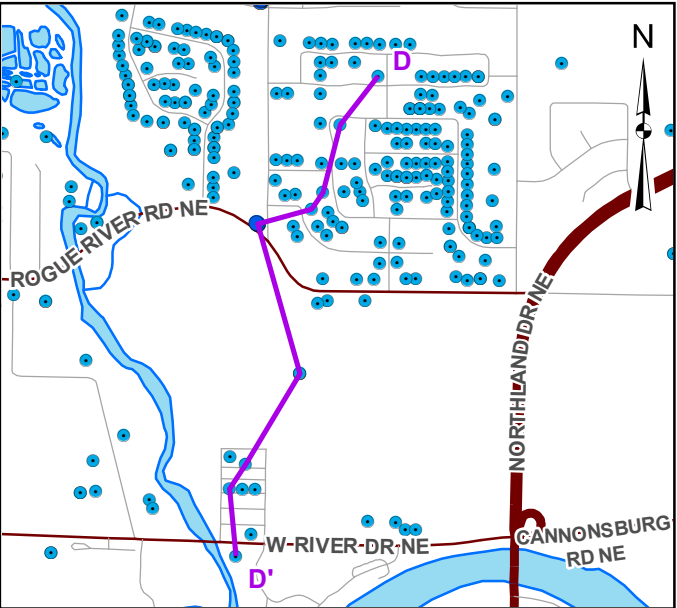 N
D
ROGUE RIVER RD NE
NORTHLAND DR NE
CANNONSBURG
RD NE
W RIVER DR NE
D'